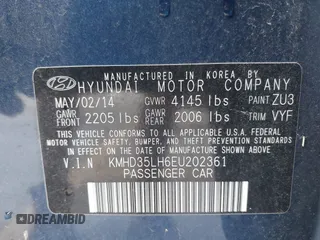 MANUFACTURED IN KOREA BY
HYUNDAI MOTOR COMPANY
MAY/02/14 GVWR 4145 lbs PAINT ZU3
GAWR FRONT 2205 lbs GAWR REAR 2006 lbs TRIM VYF
THIS VEHICLE CONFORMS TO ALL APPLICABLE U.S.
FEDERAL MOTOR VEHICLE SAFETY, BUMPER, AND THEFT
PREVENTION STANDARDS IN EFFECT ON THE DATE OF
MANUFACTURE SHOWN ABOVE.
V.I.N KMHD35LH6EU202361
PASSENGER CAR
DREAMBID